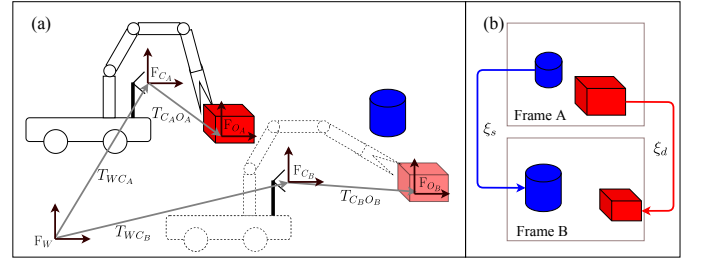 (a)
F_{C_A}
T_{C_A O_A}
F_{O_A}
T_{WC_A}
F_{C_B}
F_{O_B}
T_{C_B O_B}
F_W
T_{WC_B}
(b)
Frame A
ξ_s
ξ_d
Frame B